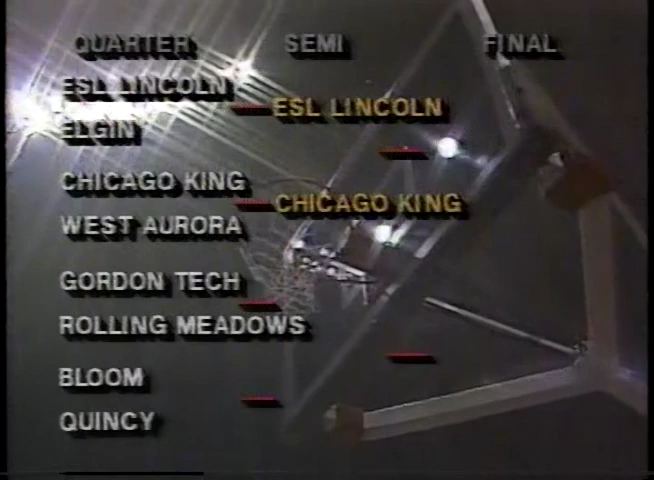 QUARTER SEMI FINAL
ESL LINCOLN
ESL LINCOLN
ELGIN
CHICAGO KING
CHICAGO KING
WEST AURORA
GORDON TECH
ROLLING MEADOWS
BLOOM
QUINCY